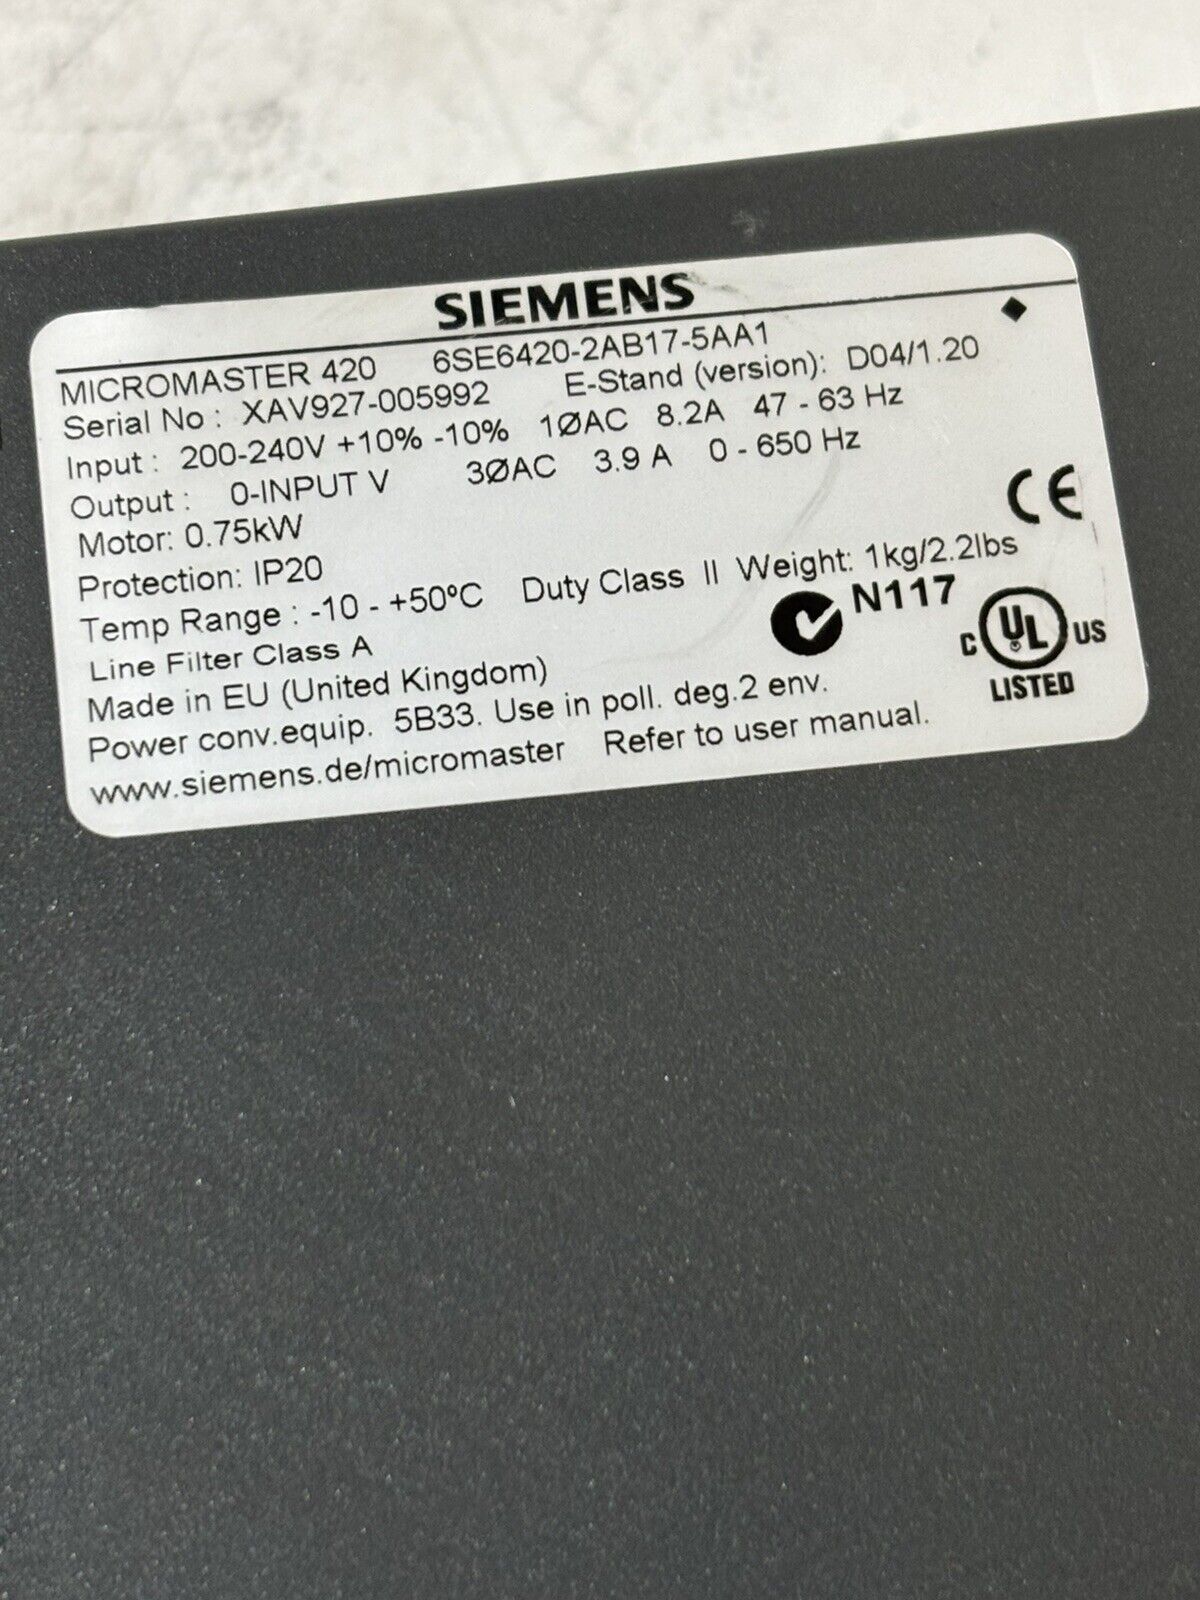 SIEMENS
MICROMASTER 420 6SE6420-2AB17-5AA1
Serial No : XAV927-005992 E-Stand (version): D04/1.20
Input : 200-240V +10% -10% 1ØAC 8.2A 47 - 63 Hz
Output : 0-INPUT V 3ØAC 3.9 A 0 - 650 Hz
Motor: 0.75kW
Protection: IP20
Temp Range : -10 - +50ºC Duty Class II Weight: 1kg/2.2lbs
Line Filter Class A
Made in EU (United Kingdom)
Power conv.equip. 5B33. Use in poll. deg.2 env.
www.siemens.de/micromaster Refer to user manual.
CE
N117
C UL US
LISTED